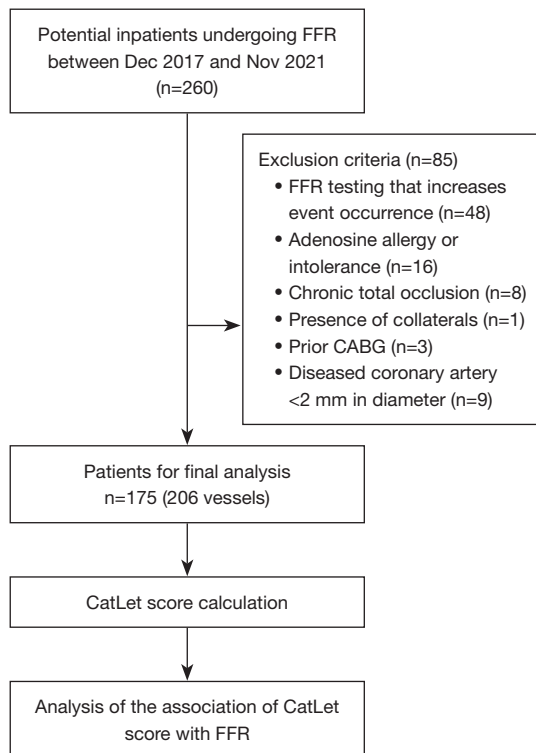 Potential inpatients undergoing FFR
between Dec 2017 and Nov 2021
(n=260)
Exclusion criteria (n=85)
• FFR testing that increases
event occurrence (n=48)
• Adenosine allergy or
intolerance (n=16)
• Chronic total occlusion (n=8)
• Presence of collaterals (n=1)
• Prior CABG (n=3)
• Diseased coronary artery
<2 mm in diameter (n=9)
Patients for final analysis
n=175 (206 vessels)
CatLet score calculation
Analysis of the association of CatLet
score with FFR